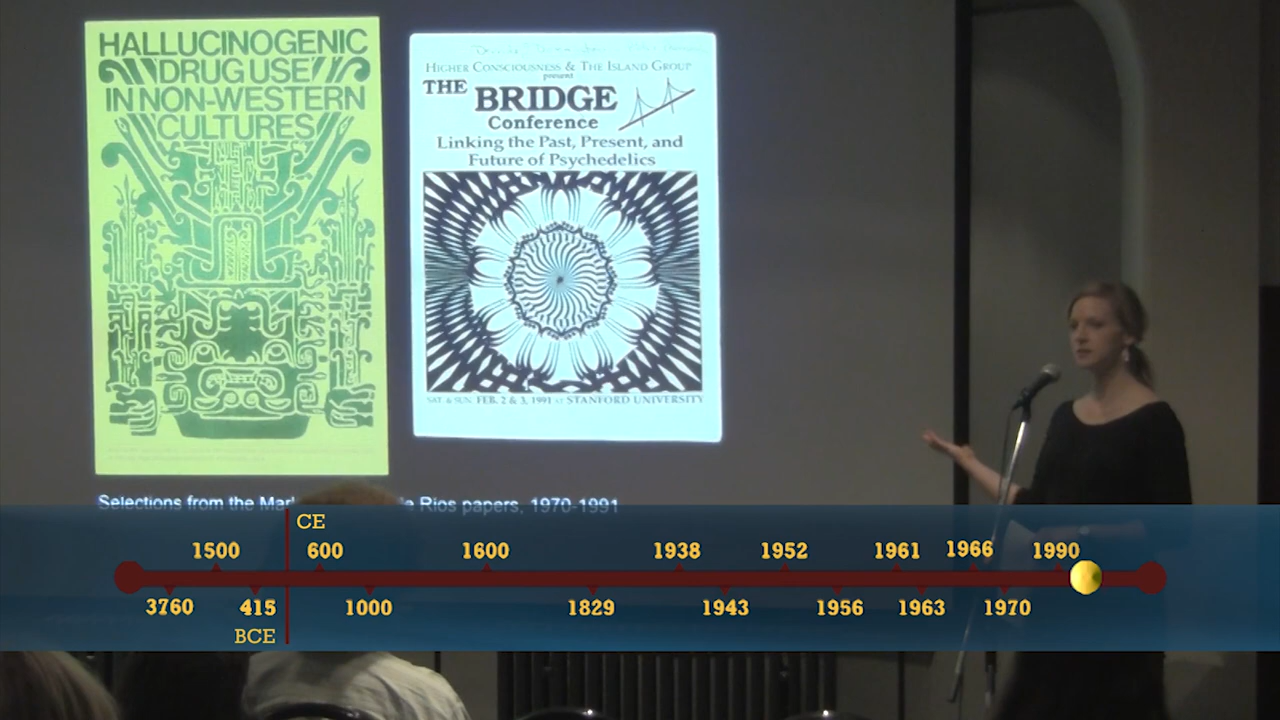 HALLUCINOGENIC
DRUG USE
IN NON-WESTERN
CULTURES
HIGHER CONSCIOUSNESS & THE ISLAND GROUP
present
THE BRIDGE
Conference
Linking the Past, Present, and
Future of Psychedelics
SAT. & SUN. FEB. 2 & 3, 1991 AT STANFORD UNIVERSITY
Selections from the Rios papers, 1970-1991
CE
1500 600 1600 1938 1952 1961 1966 1990
3760 415 1000 1829 1943 1956 1963 1970
BCE